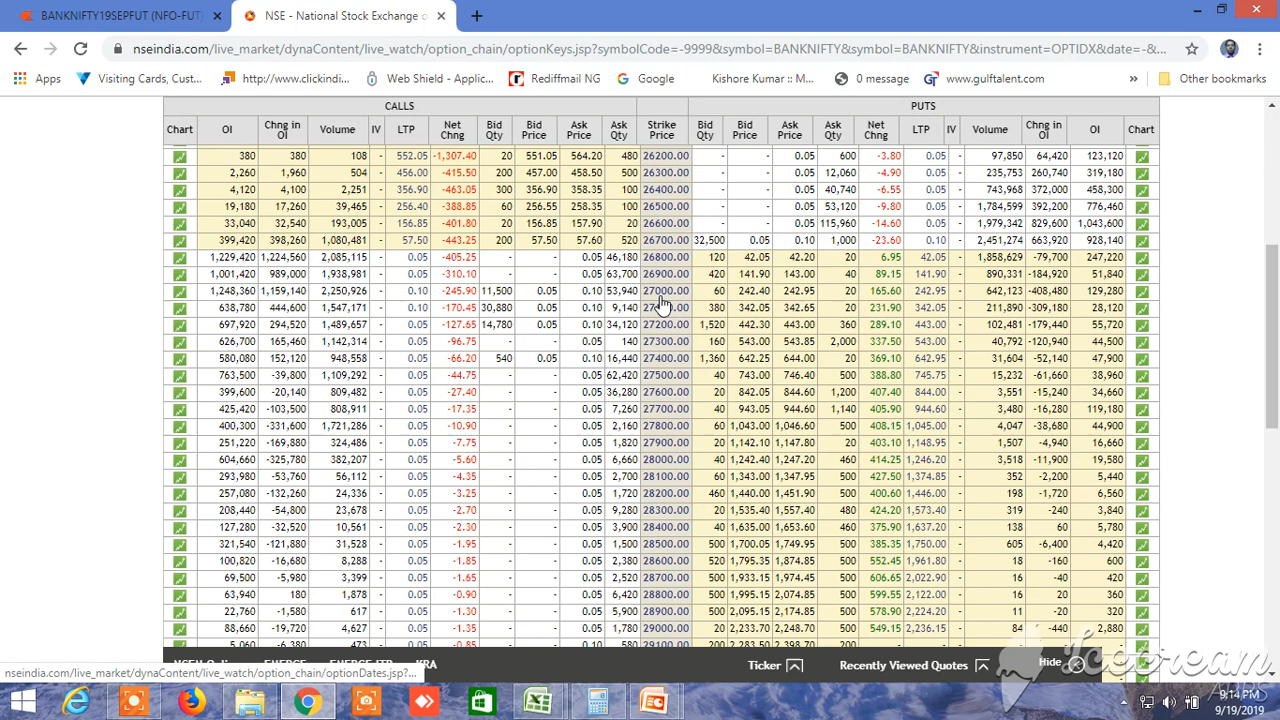 BANKNIFTY19SEPFUT (NFO-FUT)
NSE - National Stock Exchange o
nseindia.com/live_market/dynaContent/live_watch/option_chain/optionKeys.jsp?symbolCode=-9999&symbol=BANKNIFTY&symbol=BANKNIFTY&instrument=OPTIDX&date=-&...
Apps Visiting Cards, Cust... http://www.clickindi... Web Shield - Applic... Rediffmail NG Google Kishore Kumar :: M... 0 message www.gulftalent.com » Other bookmarks
CALLS PUTS
Chart OI Chng in OI Volume IV LTP Net Chng Bid Qty Bid Price Ask Price Ask Qty Strike Price Bid Qty Bid Price Ask Price Ask Qty Net Chng LTP IV Volume Chng in OI OI Chart
380 380 108 - 552.05 -1,307.40 20 551.05 564.20 480 26200.00 - - 0.05 600 -3.80 0.05 - 97,850 64,420 123,120
2,260 1,960 504 - 456.00 -415.50 200 457.00 458.50 500 26300.00 - - 0.05 12,060 -4.90 0.05 - 235,753 260,740 319,180
4,120 4,100 2,251 - 356.90 -463.05 300 356.90 358.35 100 26400.00 - - 0.05 40,740 -6.55 0.05 - 743,968 372,000 458,300
19,180 17,260 39,465 - 256.40 -388.85 60 256.55 258.35 100 26500.00 - - 0.05 53,120 -9.80 0.05 - 1,784,599 392,200 776,460
33,040 32,540 193,005 - 156.85 -401.80 20 156.85 157.90 20 26600.00 - - 0.05 115,960 -14.60 0.05 - 1,979,342 829,600 1,043,600
399,420 398,260 1,080,481 - 57.50 -443.25 200 57.50 57.60 520 26700.00 32,500 0.05 0.10 1,000 -23.60 0.10 - 2,451,274 663,920 928,140
1,229,420 1,224,560 2,085,115 - 0.05 -405.25 - - 0.05 46,180 26800.00 120 42.05 42.20 20 6.95 42.05 - 1,858,629 -79,700 247,220
1,001,420 989,000 1,938,981 - 0.05 -310.10 - - 0.05 63,700 26900.00 420 141.90 143.00 40 89.15 141.90 - 890,331 -184,920 51,840
1,248,360 1,159,140 2,250,926 - 0.10 -245.90 11,500 0.05 0.10 53,940 27000.00 60 242.40 242.95 20 165.60 242.95 - 642,123 -408,480 129,280
638,780 444,600 1,547,171 - 0.10 -170.45 30,880 0.05 0.10 9,140 380 342.05 342.65 20 231.90 342.05 - 211,890 -309,180 28,120
697,920 294,520 1,489,657 - 0.05 -127.65 14,780 0.05 0.10 34,120 27200.00 1,520 442.30 443.00 360 289.10 443.00 - 102,481 -179,440 55,720
626,700 165,460 1,142,314 - 0.05 -96.75 - - 0.05 140 27300.00 160 543.00 543.85 2,000 337.50 543.00 - 40,792 -120,940 44,500
580,080 152,120 948,558 - 0.05 -66.20 540 0.05 0.10 16,440 27400.00 1,360 642.25 644.00 20 369.10 642.95 - 31,604 -52,140 47,900
763,500 -39,800 1,109,292 - 0.05 -44.75 - - 0.05 62,420 27500.00 40 743.00 746.40 500 388.80 745.75 - 15,232 -61,660 38,960
399,600 -20,140 809,482 - 0.05 -27.40 - - 0.05 36,280 27600.00 20 842.05 844.60 1,200 407.40 844.00 - 3,551 -15,240 34,660
425,420 -103,500 808,911 - 0.05 -17.35 - - 0.05 7,260 27700.00 40 943.05 944.60 1,140 405.90 944.60 - 3,480 -16,280 119,180
400,300 -331,600 1,721,286 - 0.05 -10.90 - - 0.05 2,160 27800.00 60 1,043.00 1,046.60 500 408.15 1,045.00 - 4,047 -38,680 44,900
251,220 -169,880 324,486 - 0.05 -7.75 - - 0.05 1,820 27900.00 20 1,142.10 1,147.80 20 403.10 1,148.95 - 1,507 -4,940 16,660
604,660 -325,780 382,207 - 0.05 -5.60 - - 0.05 6,660 28000.00 40 1,242.40 1,247.20 460 414.25 1,246.20 - 3,518 -11,900 19,580
293,980 -53,760 56,112 - 0.05 -4.35 - - 0.05 2,700 28100.00 40 1,343.00 1,347.95 500 427.50 1,374.85 - 352 -2,200 5,440
257,080 -132,260 24,336 - 0.05 -3.25 - - 0.05 1,720 28200.00 460 1,440.00 1,451.90 500 400.60 1,446.00 - 198 -1,720 6,560
208,440 -54,800 23,678 - 0.05 -2.70 - - 0.05 9,280 28300.00 20 1,535.40 1,557.40 480 424.20 1,573.40 - 319 -240 3,840
127,280 -32,520 10,561 - 0.05 -2.30 - - 0.05 3,900 28400.00 40 1,635.00 1,653.60 40 375.90 1,637.20 - 138 60 5,780
321,540 -121,880 31,528 - 0.05 -1.95 - - 0.05 1,500 28500.00 500 1,700.05 1,749.95 500 385.35 1,750.00 - 605 -6,400 4,420
100,820 -16,680 8,288 - 0.05 -1.85 - - 0.05 2,380 28600.00 500 1,795.35 1,874.85 500 512.80 1,961.80 - 18 -160 600
69,500 -5,980 3,399 - 0.05 -1.65 - - 0.05 2,520 28700.00 500 1,933.15 1,974.45 500 606.65 2,022.90 - 16 -40 420
63,940 180 1,878 - 0.05 -0.90 - - 0.05 6,420 28800.00 500 1,995.15 2,074.85 500 599.55 2,122.00 - 16 20 360
22,760 -1,580 617 - 0.05 -1.30 - - 0.05 5,900 28900.00 500 2,095.15 2,174.85 500 578.90 2,224.20 - 11 -20 320
88,660 -19,720 4,627 - 0.05 -1.35 - - 0.05 1,780 29000.00 20 2,233.70 2,248.70 20 549.15 2,236.15 - 84 -440 2,880
Ticker Recently Viewed Quotes Hide
nseindia.com/live_market/dynaContent/live_watch/option_chain/optionDates.jsp?...
9:14 PM
9/19/2019